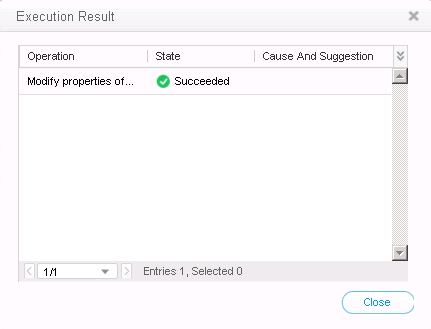 Execution Result
Operation State Cause And Suggestion
Modify properties of... Succeeded
1/1 Entries 1, Selected 0
Close